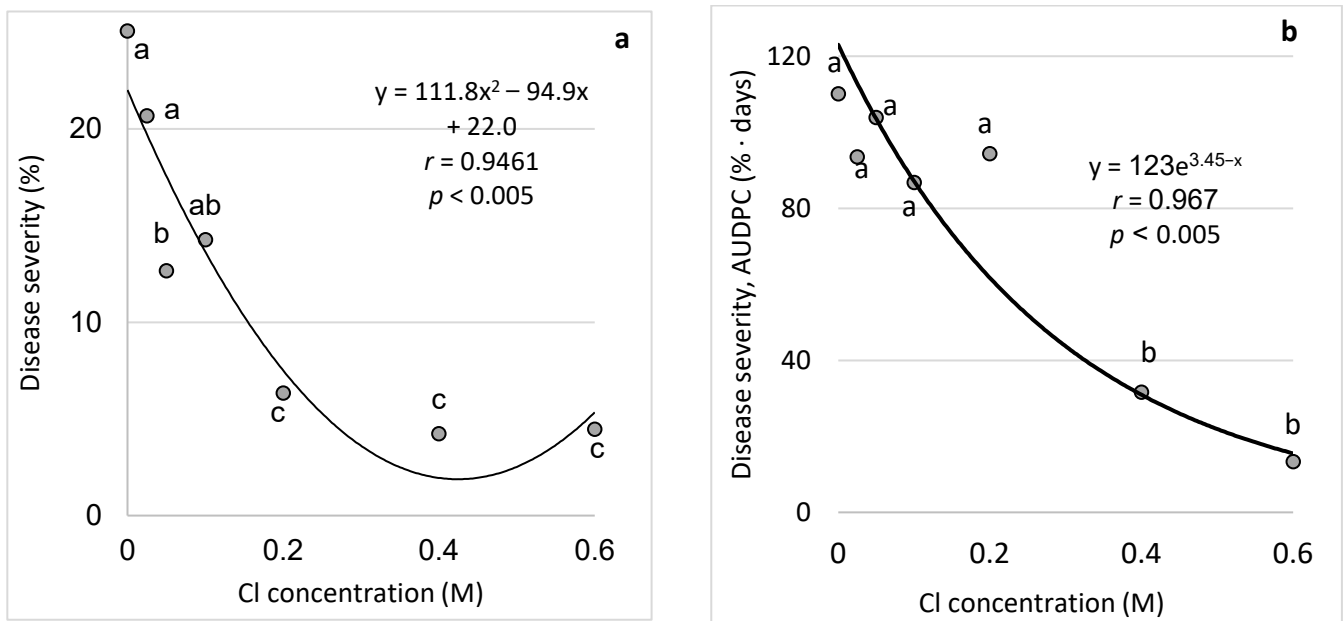 a
Disease severity (%)
20
10
0
a
a
b
ab
c
c
c
y = 111.8x² – 94.9x
+ 22.0
r = 0.9461
p < 0.005
0 0.2 0.4 0.6
Cl concentration (M)
b
Disease severity, AUDPC (% · days)
120
80
40
0
a
a
a
a
a
b
b
y = 123e^3.45–x
r = 0.967
p < 0.005
0 0.2 0.4 0.6
Cl concentration (M)